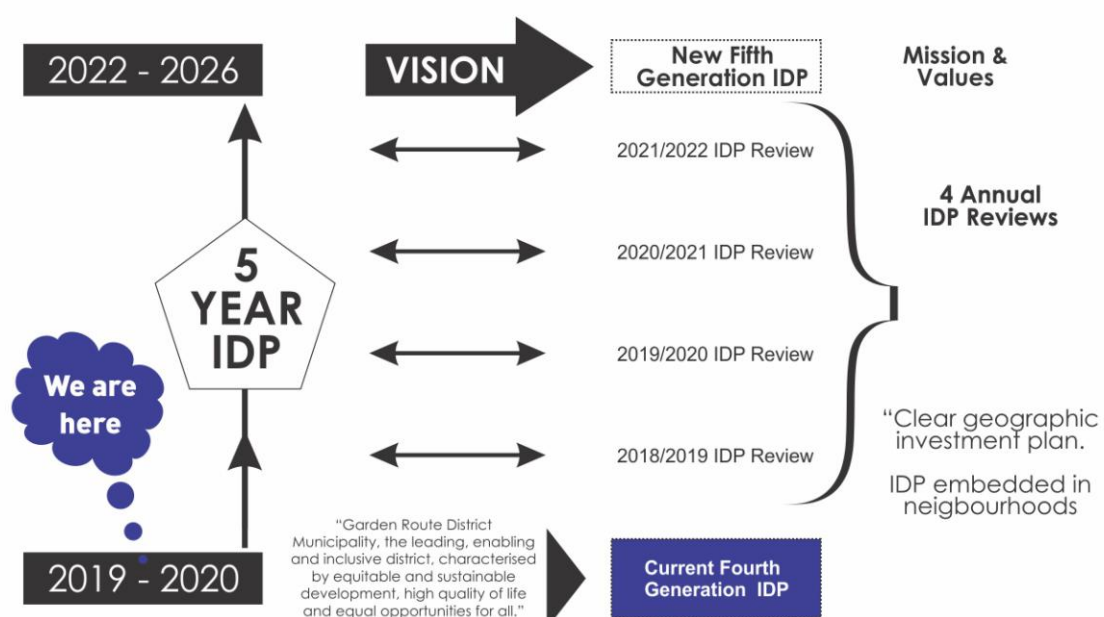 2022 - 2026
VISION
New Fifth
Generation IDP
Mission &
Values
2021/2022 IDP Review
4 Annual
IDP Reviews
2020/2021 IDP Review
5
YEAR
IDP
2019/2020 IDP Review
We are
here
2018/2019 IDP Review
“Clear geographic
investment plan.
IDP embedded in
neigbourhoods
2019 - 2020
“Garden Route District
Municipality, the leading, enabling
and inclusive district, characterised
by equitable and sustainable
development, high quality of life
and equal opportunities for all.”
Current Fourth
Generation IDP